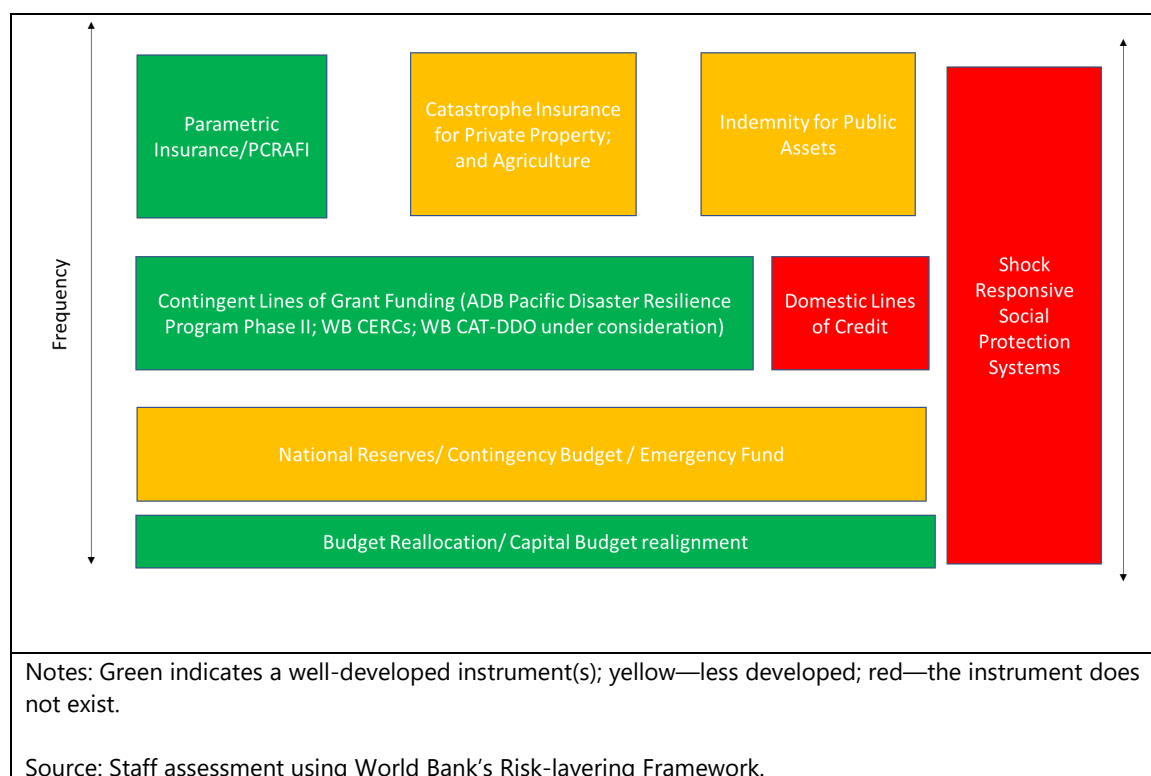 Parametric
Insurance/PCRAFI
Catastrophe Insurance
for Private Property;
and Agriculture
Indemnity for Public
Assets
Frequency
Contingent Lines of Grant Funding (ADB Pacific Disaster Resilience
Program Phase II; WB CERCs; WB CAT-DDO under consideration)
Domestic Lines
of Credit
Shock
Responsive
Social
Protection
Systems
National Reserves/ Contingency Budget / Emergency Fund
Budget Reallocation/ Capital Budget realignment
Notes: Green indicates a well-developed instrument(s); yellow—less developed; red—the instrument does
not exist.
Source: Staff assessment using World Bank's Risk-layering Framework.